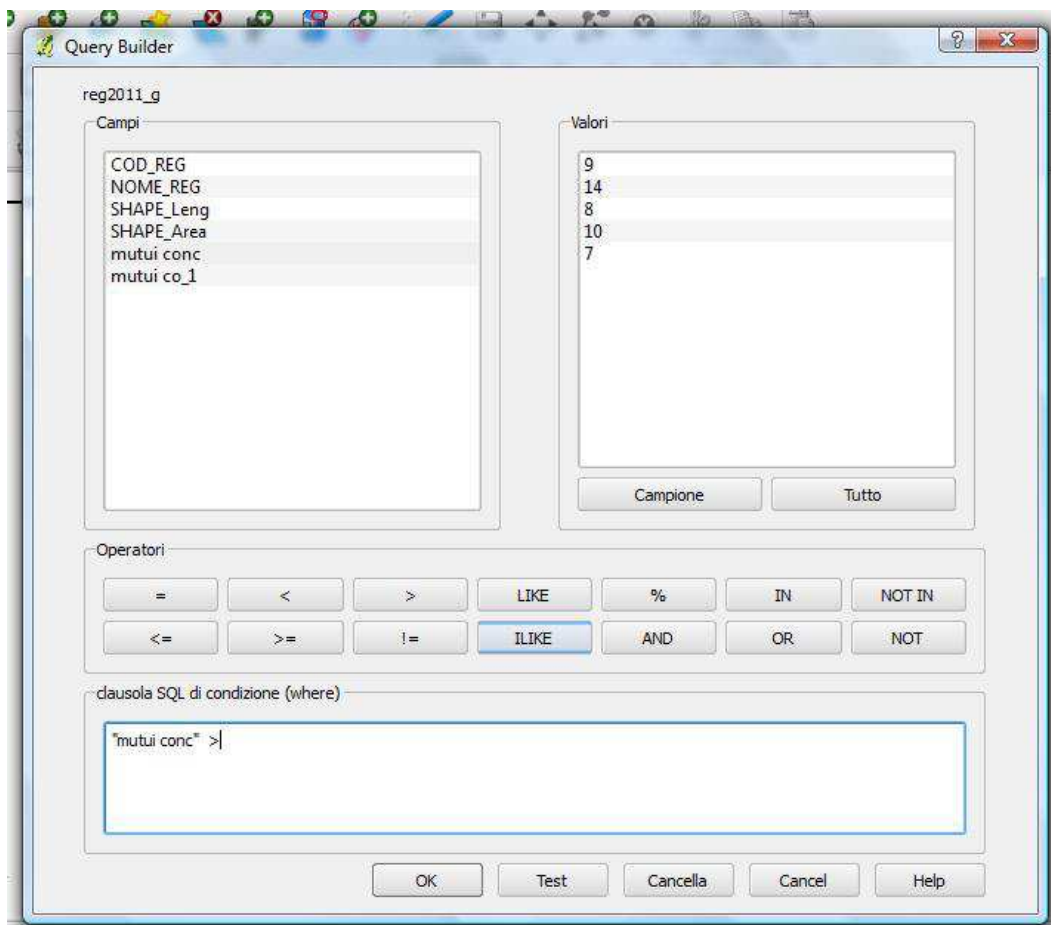 Query Builder
reg2011_g
Campi
COD_REG
NOME_REG
SHAPE_Leng
SHAPE_Area
mutui conc
mutui co_1
Valori
9
14
8
10
7
Campione Tutto
Operatori
= < > LIKE % IN NOT IN
<= >= != ILIKE AND OR NOT
clausola SQL di condizione (where)
"mutui conc" >
OK Test Cancella Cancel Help